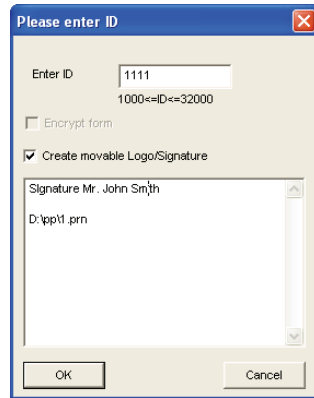 Please enter ID
Enter ID 1111
1000<=ID<=32000
Encrypt form
Create movable Logo/Signature
Signature Mr. John Smith
D:\pp\1.prn
OK Cancel